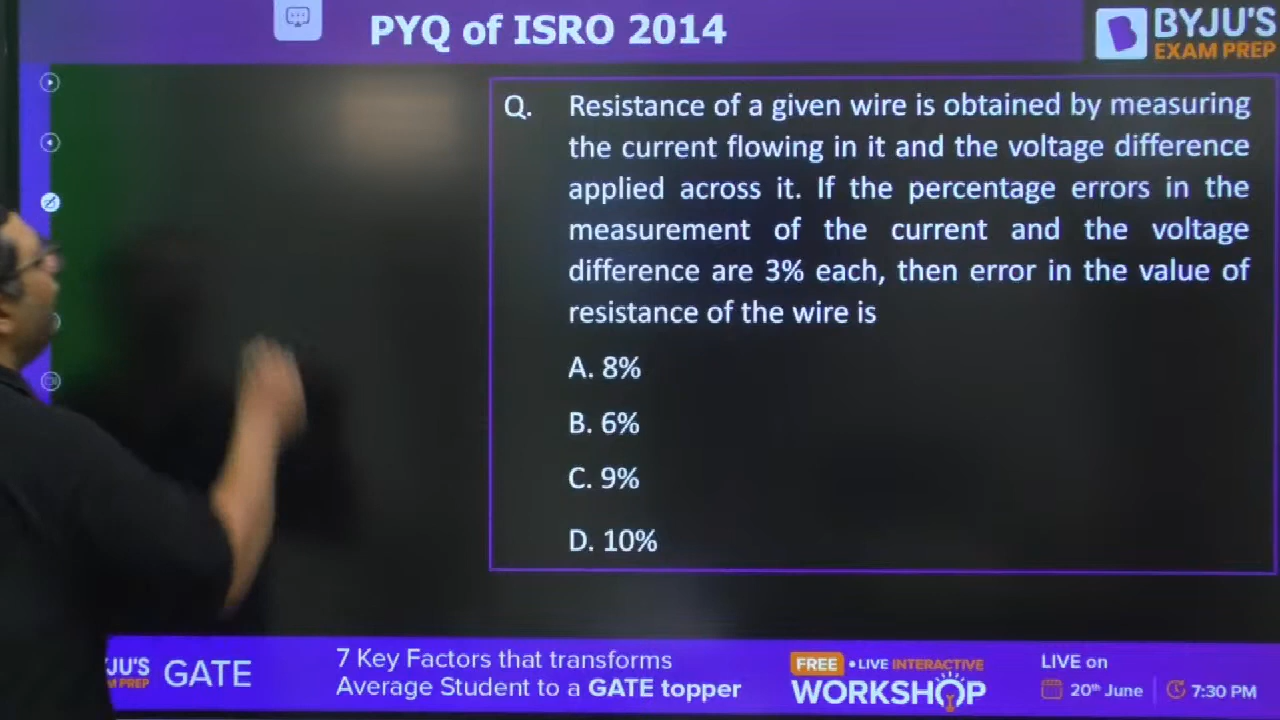 PYQ of ISRO 2014
BYJU'S
EXAM PREP
Q. Resistance of a given wire is obtained by measuring
the current flowing in it and the voltage difference
applied across it. If the percentage errors in the
measurement of the current and the voltage
difference are 3% each, then error in the value of
resistance of the wire is
A. 8%
B. 6%
C. 9%
D. 10%
JU'S
M PREP
GATE
7 Key Factors that transforms
Average Student to a GATE topper
FREE • LIVE INTERACTIVE
WORKSHOP
LIVE on
20th June
7:30 PM